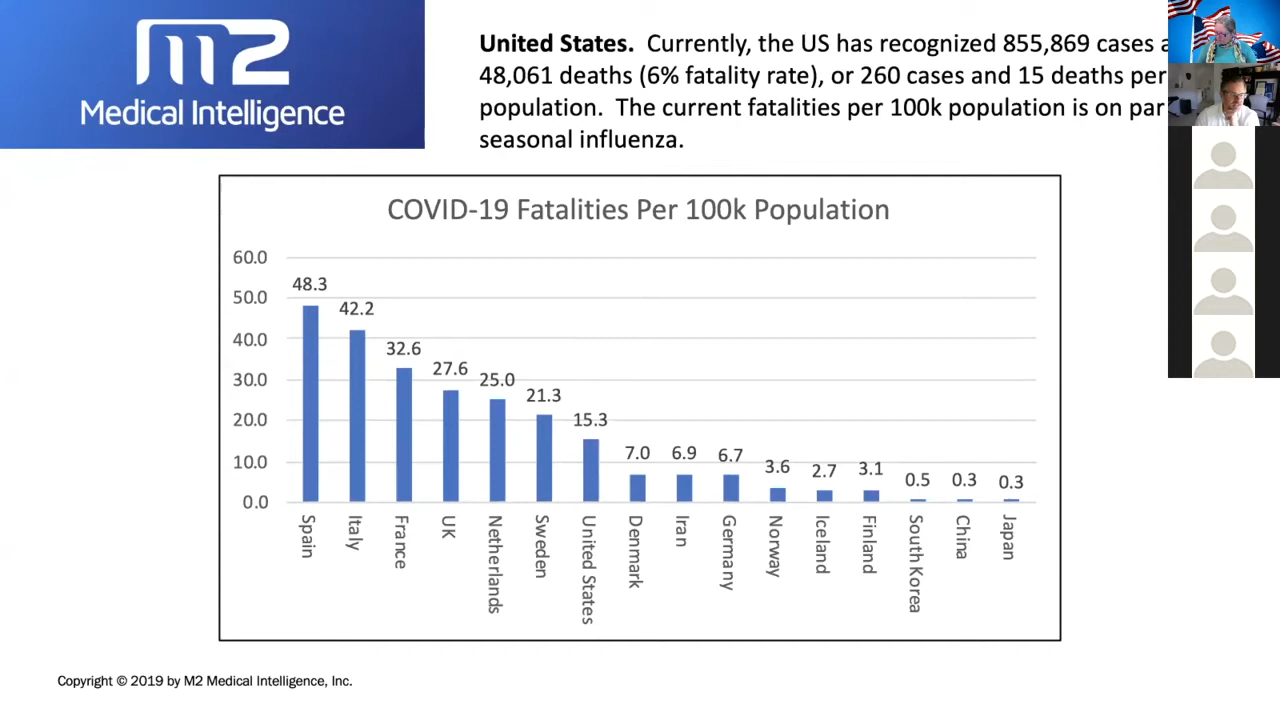 m2
Medical Intelligence
United States. Currently, the US has recognized 855,869 cases
48,061 deaths (6% fatality rate), or 260 cases and 15 deaths per
population. The current fatalities per 100k population is on par
seasonal influenza.
COVID-19 Fatalities Per 100k Population
60.0
50.0
40.0
30.0
20.0
10.0
0.0
48.3
42.2
32.6
27.6
25.0
21.3
15.3
7.0
6.9
6.7
3.6
2.7
3.1
0.5
0.3
0.3
Spain
Italy
France
UK
Netherlands
Sweden
United States
Denmark
Iran
Germany
Norway
Iceland
Finland
South Korea
China
Japan
Copyright © 2019 by M2 Medical Intelligence, Inc.